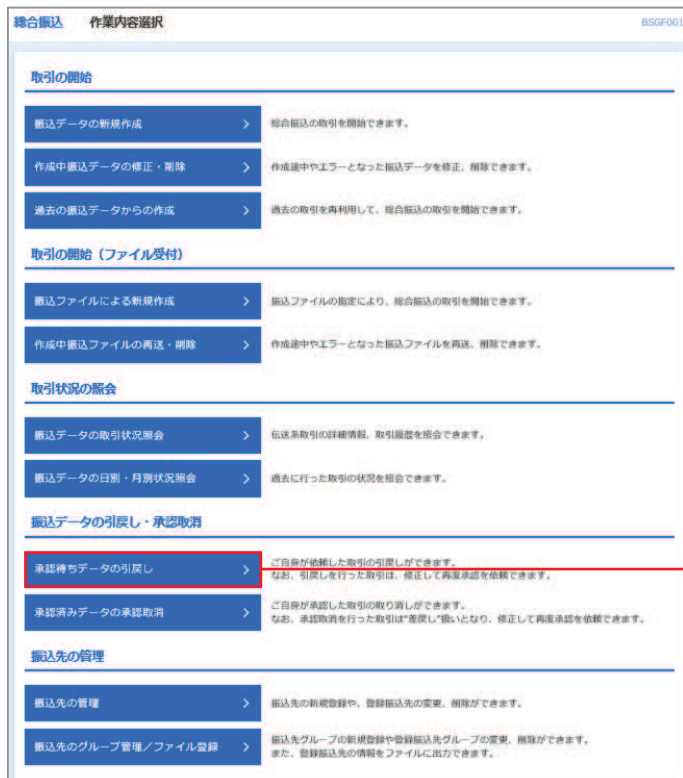 総合振込 作業内容選択 BSGF001
取引の開始
振込データの新規作成 総合振込の取引を開始できます。
作成中振込データの修正・削除 作成途中やエラーとなった振込データを修正、削除できます。
過去の振込データからの作成 過去の取引を再利用して、総合振込の取引を開始できます。
取引の開始（ファイル受付）
振込ファイルによる新規作成 振込ファイルの指定により、総合振込の取引を開始できます。
作成中振込ファイルの再送・削除 作成途中やエラーとなった振込ファイルを再送、削除できます。
取引状況の照会
振込データの取引状況照会 伝送系取引の詳細情報、取引履歴を照会できます。
振込データの日別・月別状況照会 過去に行った取引の状況を照会できます。
振込データの引戻し・承認取消
承認待ちデータの引戻し ご自身が依頼した取引の引戻しができます。
なお、引戻しを行った取引は、修正して再度承認を依頼できます。
承認済みデータの承認取消 ご自身が承認した取引の取り消しができます。
なお、承認取消を行った取引は“差戻し”扱いとなり、修正して再度承認を依頼できます。
振込先の管理
振込先の管理 振込先の新規登録や、登録振込先の変更、削除ができます。
振込先のグループ管理／ファイル登録 振込先グループの新規登録や登録振込先グループの変更、削除ができます。
また、登録振込先の情報をファイルに出力できます。